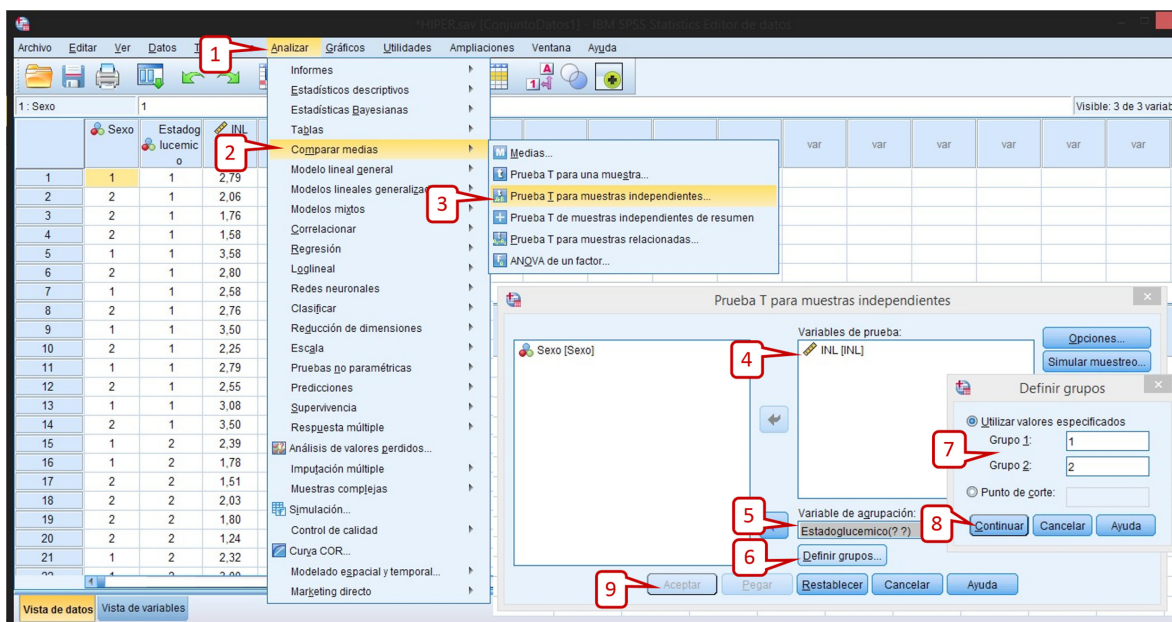 *HIPER.sav [ConjuntoDatos1] - IBM SPSS Statistics Editor de datos
Archivo Editar Ver Datos Analizar Gráficos Utilidades Ampliaciones Ventana Ayuda
1
1 : Sexo 1
Visible: 3 de 3 variab
Sexo Estadoglucemico INL var var var var var
1 1 1 2,79
2 2 1 2,06
3 2 1 1,76
4 2 1 1,58
5 1 1 3,58
6 2 1 2,80
7 1 1 2,58
8 2 1 2,76
9 1 1 3,50
10 2 1 2,25
11 1 1 2,79
12 2 1 2,55
13 1 1 3,08
14 2 1 3,50
15 1 2 2,39
16 1 2 1,78
17 2 2 1,51
18 2 2 2,03
19 2 2 1,80
20 2 2 1,24
21 1 2 2,32
Vista de datos Vista de variables
Informes
Estadísticos descriptivos
Estadísticas Bayesianas
Tablas
2
Comparar medias
Modelo lineal general
Modelos lineales generaliza
Modelos mixtos
Correlacionar
Regresión
Loglineal
Redes neuronales
Clasificar
Reducción de dimensiones
Escala
Pruebas no paramétricas
Predicciones
Supervivencia
Respuesta múltiple
Análisis de valores perdidos...
Imputación múltiple
Muestras complejas
Simulación...
Control de calidad
Curva COR...
Modelado espacial y temporal...
Marketing directo
Medias...
Prueba T para una muestra...
3
Prueba T para muestras independientes...
Prueba T de muestras independientes de resumen
Prueba T para muestras relacionadas...
ANOVA de un factor...
Prueba T para muestras independientes
Sexo [Sexo]
Variables de prueba:
4
INL [INL]
Opciones...
Simular muestreo...
5
Variable de agrupación:
Estadoglucemico(? ?)
6
Definir grupos...
9
Aceptar Pegar Restablecer Cancelar Ayuda
Definir grupos
Utilizar valores especificados
7
Grupo 1: 1
Grupo 2: 2
Punto de corte:
8
Continuar Cancelar Ayuda